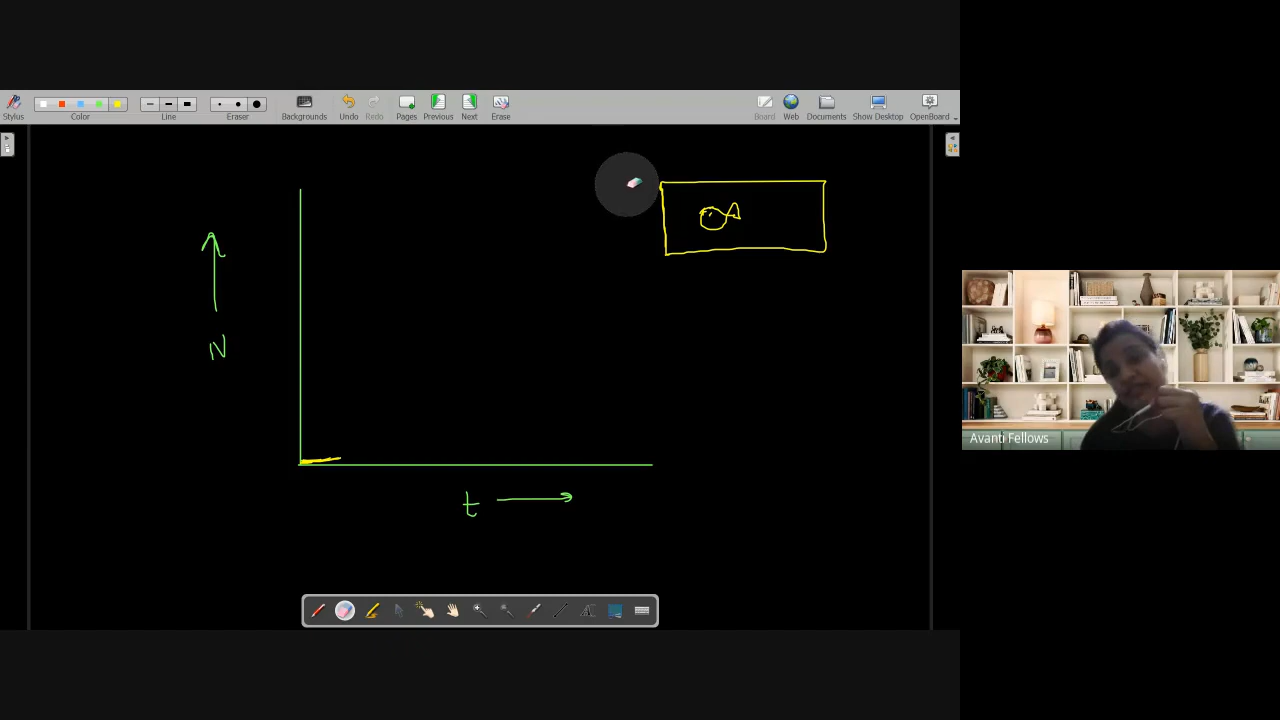 Stylus
Color
Line
Eraser
Backgrounds
Undo
Redo
Pages
Previous
Next
Erase
Board
Web
Documents
Show Desktop
OpenBoard
N
t
Avanti Fellows